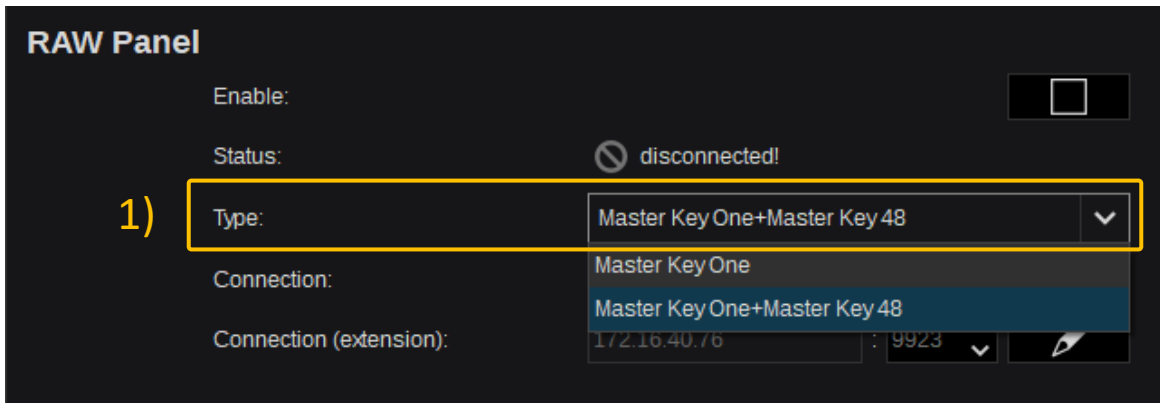 RAW Panel
Enable:
Status: disconnected!
1) Type: Master Key One+Master Key 48
Master Key One
Connection:
Master Key One+Master Key 48
Connection (extension): 172.16.40.76 : 9923